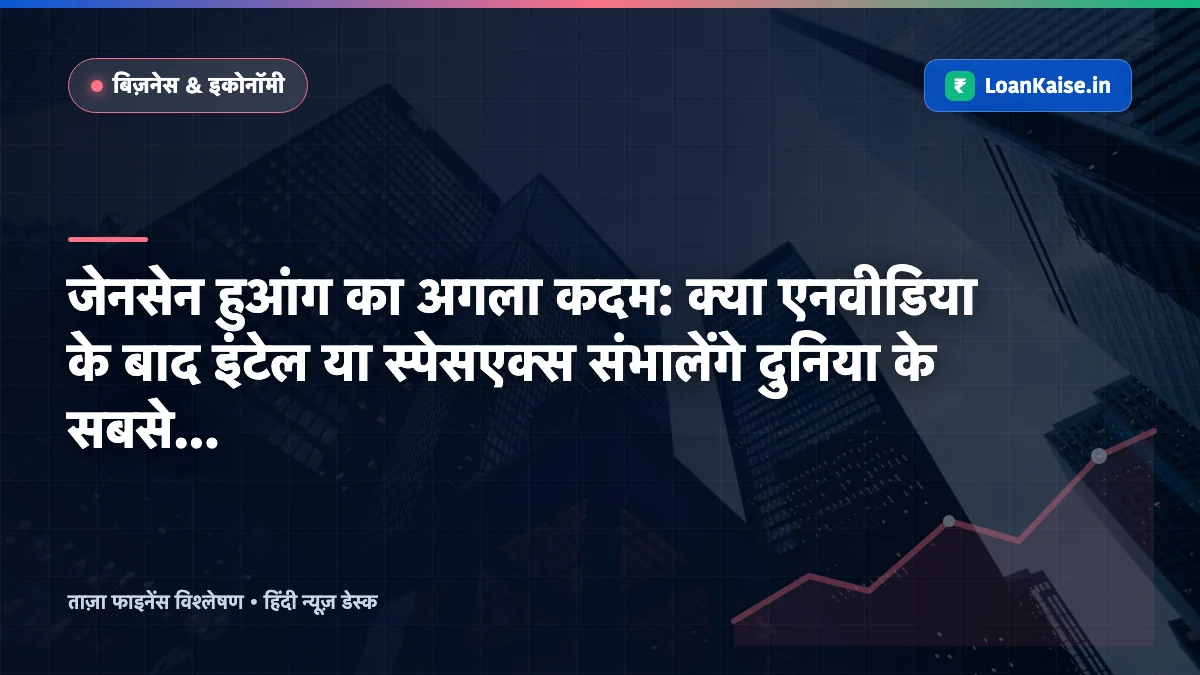 बिज़नेस & इकोनॉमी
₹ LoanKaise.in
जेनसेन हुआंग का अगला कदम: क्या एनवीडिया
के बाद इंटेल या स्पेसएक्स संभालेंगे दुनिया के
सबसे...
ताज़ा फाइनेंस विश्लेषण • हिंदी न्यूज़ डेस्क